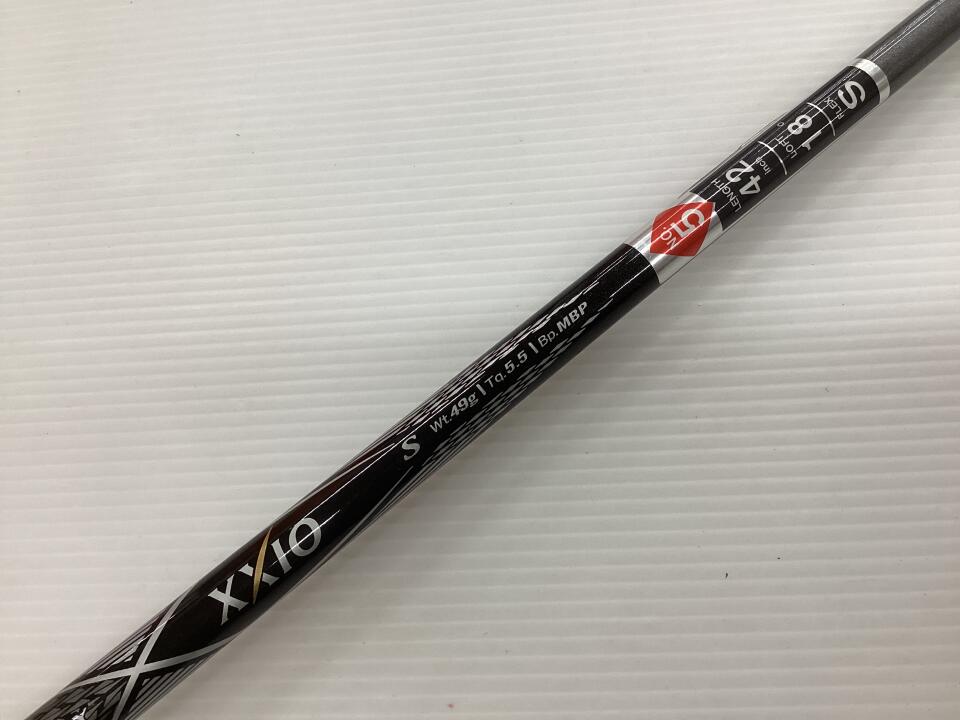 XXIO
S Wt.49g | Tq.5.5 | Bp.MBP
NO. 5
LENGTH 42 inch
LOFT 18°
FLEX S